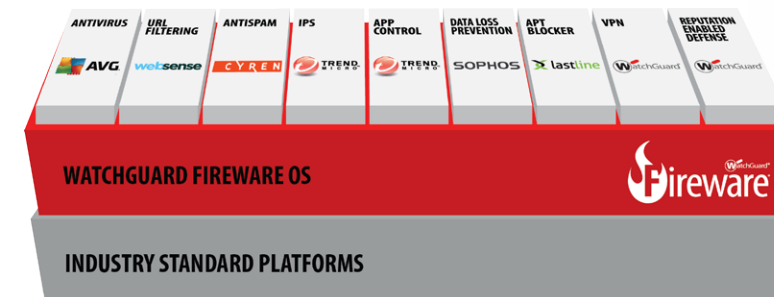 ANTIVIRUS
URL
FILTERING
ANTISPAM
IPS
APP
CONTROL
DATA LOSS
PREVENTION
APT
BLOCKER
VPN
REPUTATION
ENABLED
DEFENSE
AVG
websense
CYREN
TREND
MICRO
TREND
MICRO
SOPHOS
lastline
WatchGuard
WatchGuard
WATCHGUARD FIREWARE OS
WatchGuard
Fireware
INDUSTRY STANDARD PLATFORMS